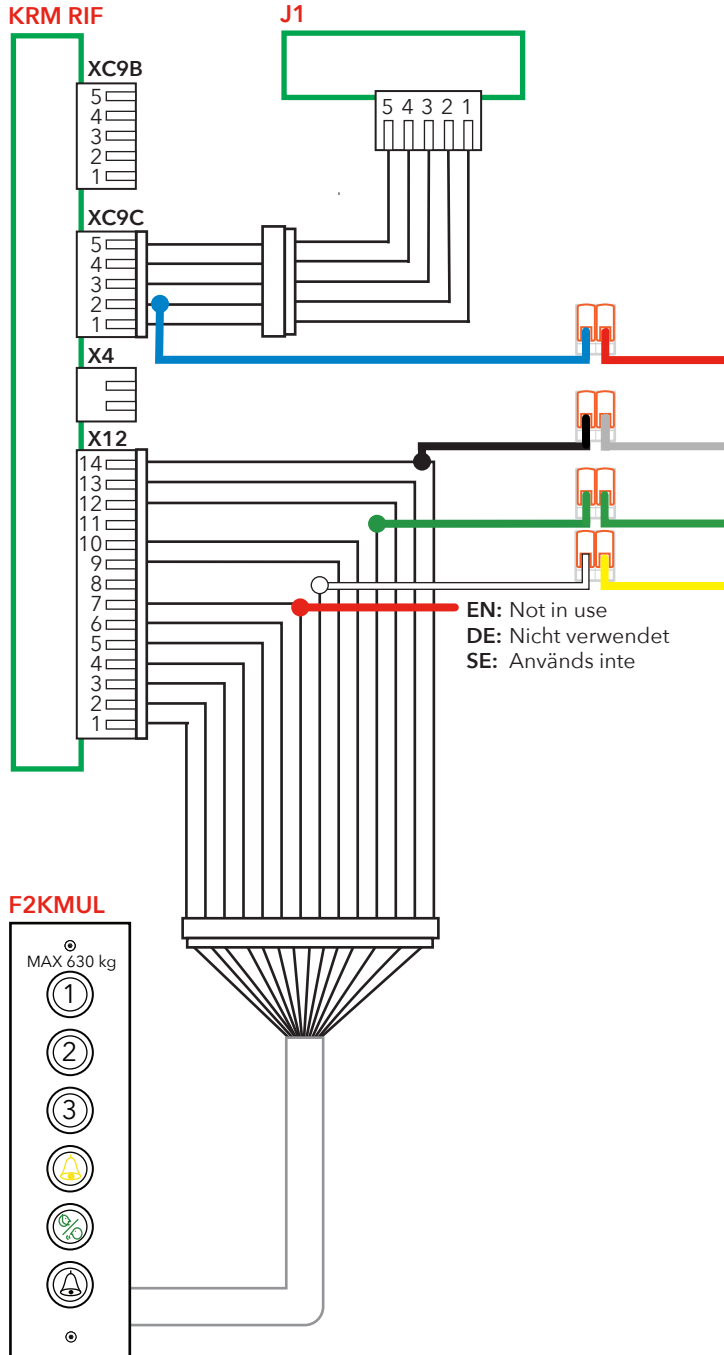 KRM RIF
J1
XC9B
5
4
3
2
1
5 4 3 2 1
XC9C
5
4
3
2
1
X4
X12
14
13
12
11
10
9
8
7
6
5
4
3
2
1
EN: Not in use
DE: Nicht verwendet
SE: Används inte
F2KMUL
MAX 630 kg
1
2
3